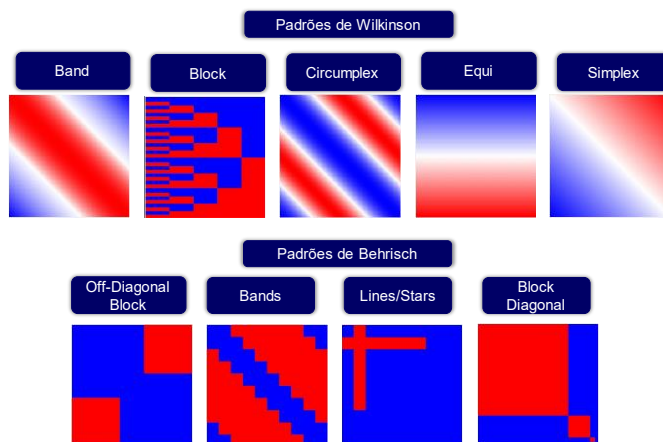 Padrões de Wilkinson
Band
Block
Circumplex
Equi
Simplex
Padrões de Behrisch
Off-Diagonal
Block
Bands
Lines/Stars
Block
Diagonal